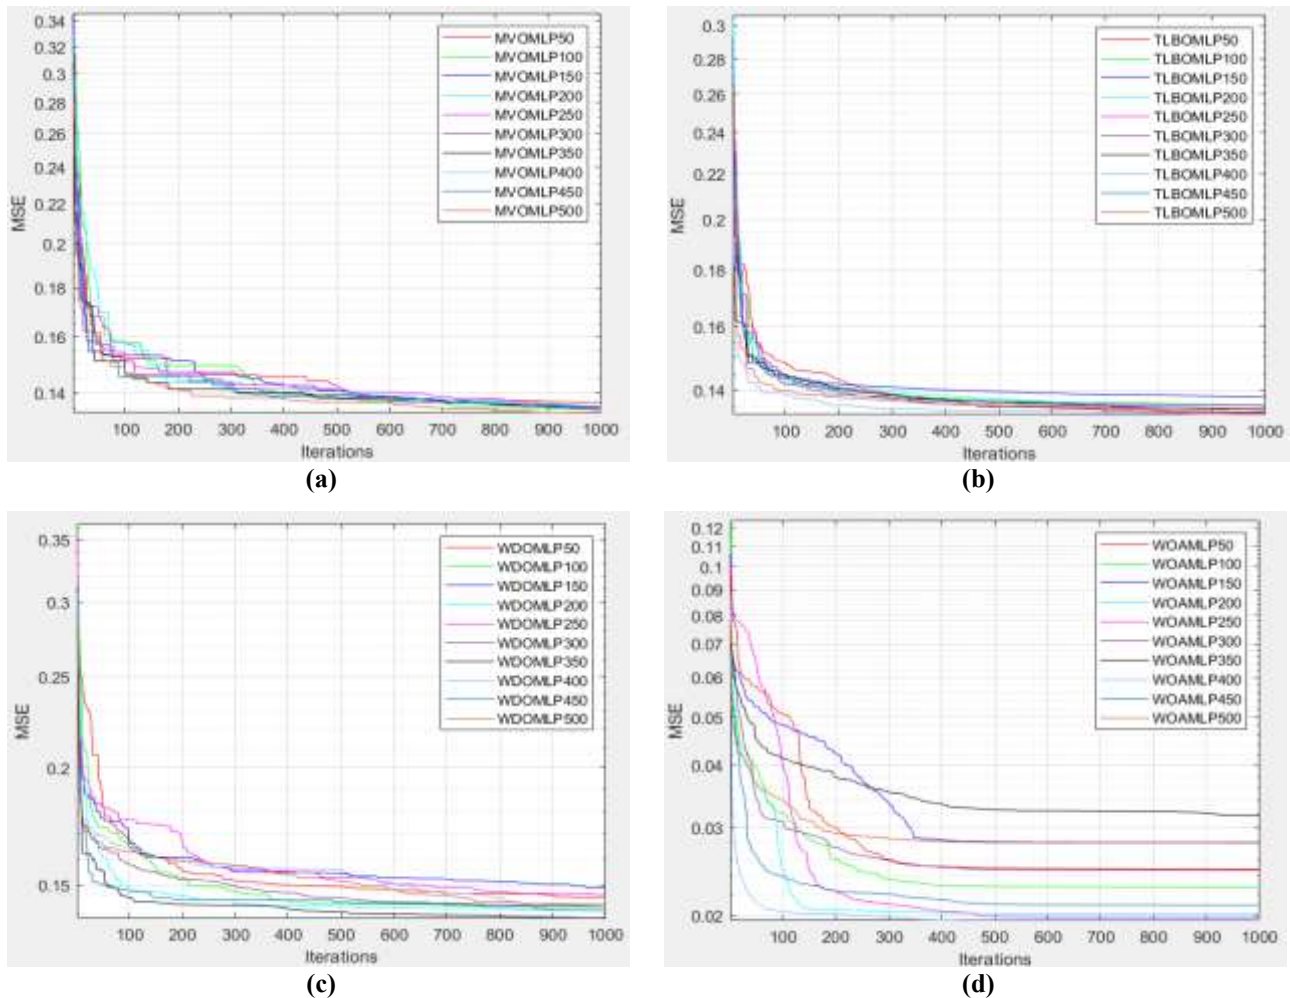 0.34
0.32
0.3
0.28
0.26
0.24
0.22
0.2
0.18
0.16
0.14
MSE
MVOMLP50
MVOMLP100
MVOMLP150
MVOMLP200
MVOMLP250
MVOMLP300
MVOMLP350
MVOMLP400
MVOMLP450
MVOMLP500
100 200 300 400 500 600 700 800 900 1000
Iterations
(a)
0.3
0.28
0.26
0.24
0.22
0.2
0.18
0.16
0.14
MSE
TLBOMLP50
TLBOMLP100
TLBOMLP150
TLBOMLP200
TLBOMLP250
TLBOMLP300
TLBOMLP350
TLBOMLP400
TLBOMLP450
TLBOMLP500
100 200 300 400 500 600 700 800 900 1000
Iterations
(b)
0.35
0.3
0.25
0.2
0.15
MSE
WDOMLP50
WDOMLP100
WDOMLP150
WDOMLP200
WDOMLP250
WDOMLP300
WDOMLP350
WDOMLP400
WDOMLP450
WDOMLP500
100 200 300 400 500 600 700 800 900 1000
Iterations
(c)
0.12
0.11
0.1
0.09
0.08
0.07
0.06
0.05
0.04
0.03
0.02
MSE
WOAMLP50
WOAMLP100
WOAMLP150
WOAMLP200
WOAMLP250
WOAMLP300
WOAMLP350
WOAMLP400
WOAMLP450
WOAMLP500
100 200 300 400 500 600 700 800 900 1000
Iterations
(d)